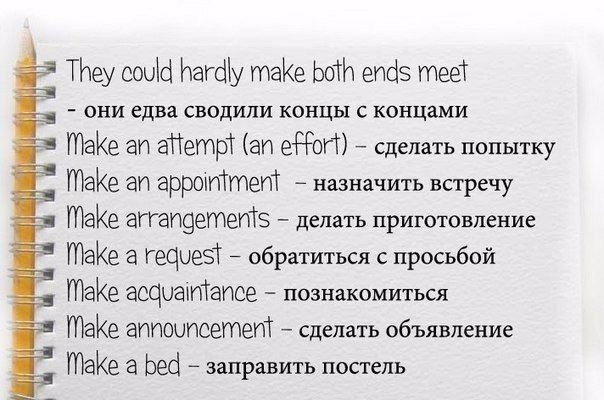 They could hardly make both ends meet
- они едва сводили концы с концами
Make an attempt (an effort) – сделать попытку
Make an appointment – назначить встречу
Make arrangements – делать приготовление
Make a request – обратиться с просьбой
Make acquaintance – познакомиться
Make announcement – сделать объявление
Make a bed – заправить постель